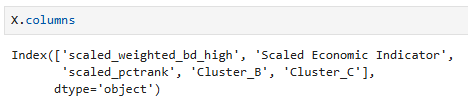 X.columns
Index(['scaled_weighted_bd_high', 'Scaled Economic Indicator',
'scaled_pctrank', 'Cluster_B', 'Cluster_C'],
dtype='object')